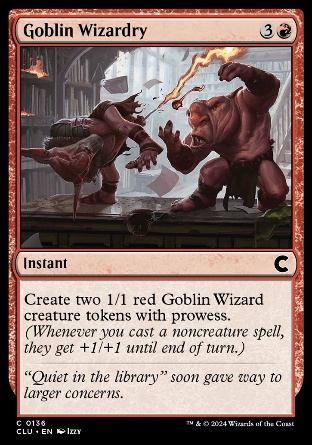 Goblin Wizardry 3
Instant
Create two 1/1 red Goblin Wizard
creature tokens with prowess.
(Whenever you cast a noncreature spell,
they get +1/+1 until end of turn.)
“Quiet in the library” soon gave way to
larger concerns.
C 0136
CLU • EN Izzy
™ & © 2024 Wizards of the Coast